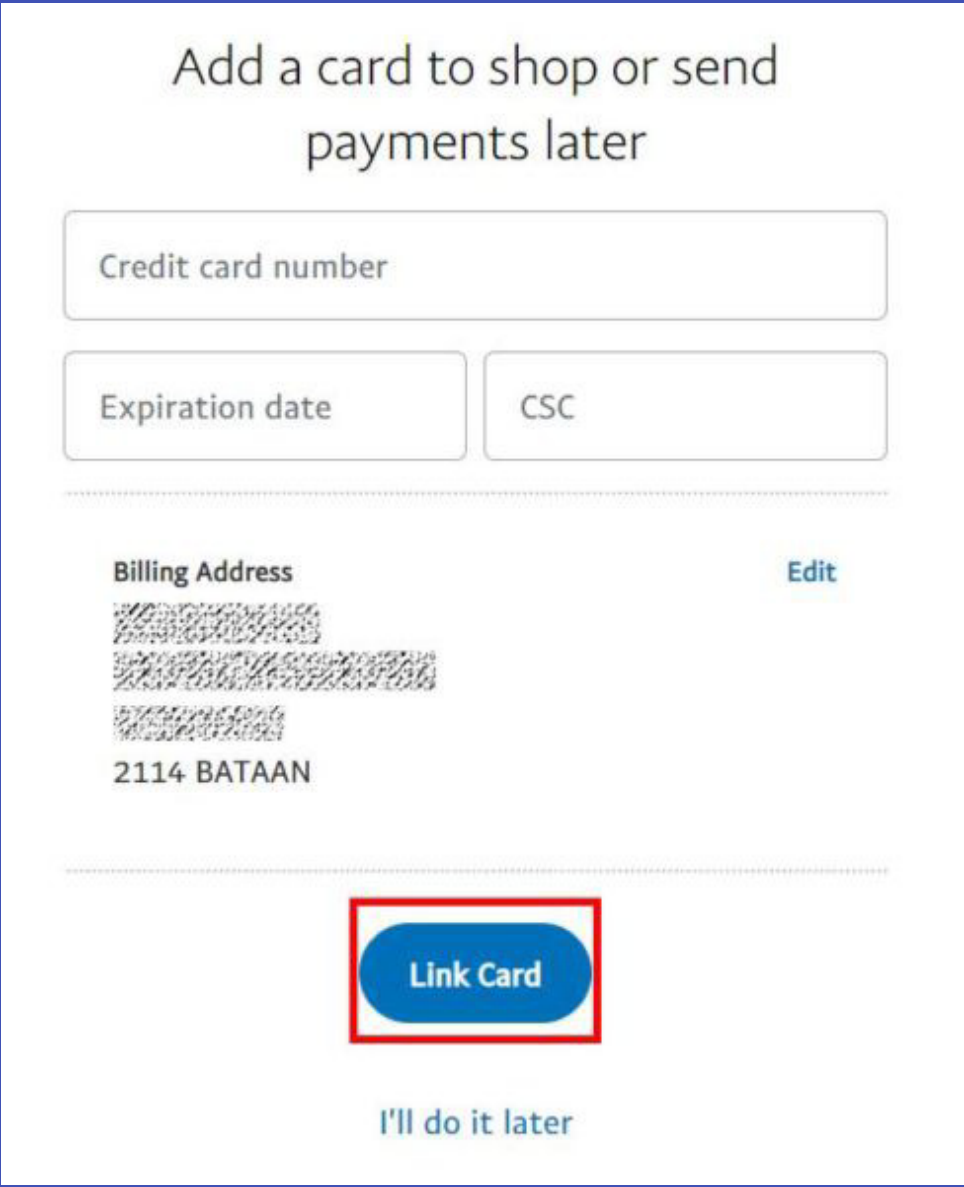 Add a card to shop or send
payments later
Credit card number
Expiration date
CSC
Billing Address
Edit
2114 BATAAN
Link Card
I'll do it later